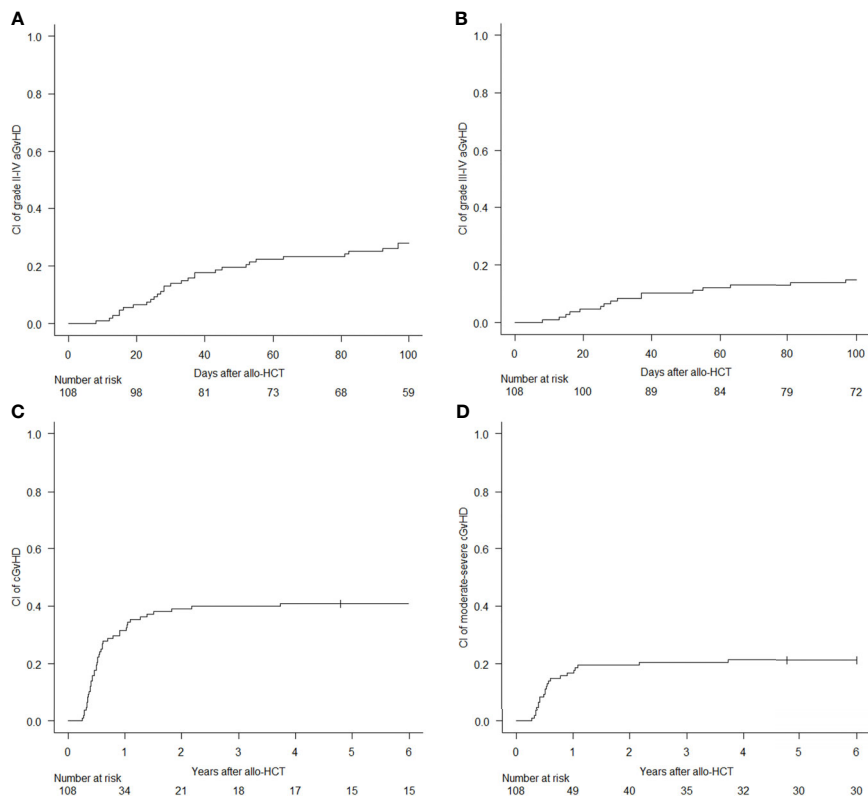 A
CI of grade II-IV aGvHD
1.0
0.8
0.6
0.4
0.2
0.0
0 20 40 60 80 100
Days after allo-HCT
Number at risk
108 98 81 73 68 59
B
CI of grade III-IV aGvHD
1.0
0.8
0.6
0.4
0.2
0.0
0 20 40 60 80 100
Days after allo-HCT
Number at risk
108 100 89 84 79 72
C
CI of cGvHD
1.0
0.8
0.6
0.4
0.2
0.0
0 1 2 3 4 5 6
Years after allo-HCT
Number at risk
108 34 21 18 17 15 15
D
CI of moderate-severe cGvHD
1.0
0.8
0.6
0.4
0.2
0.0
0 1 2 3 4 5 6
Years after allo-HCT
Number at risk
108 49 40 35 32 30 30